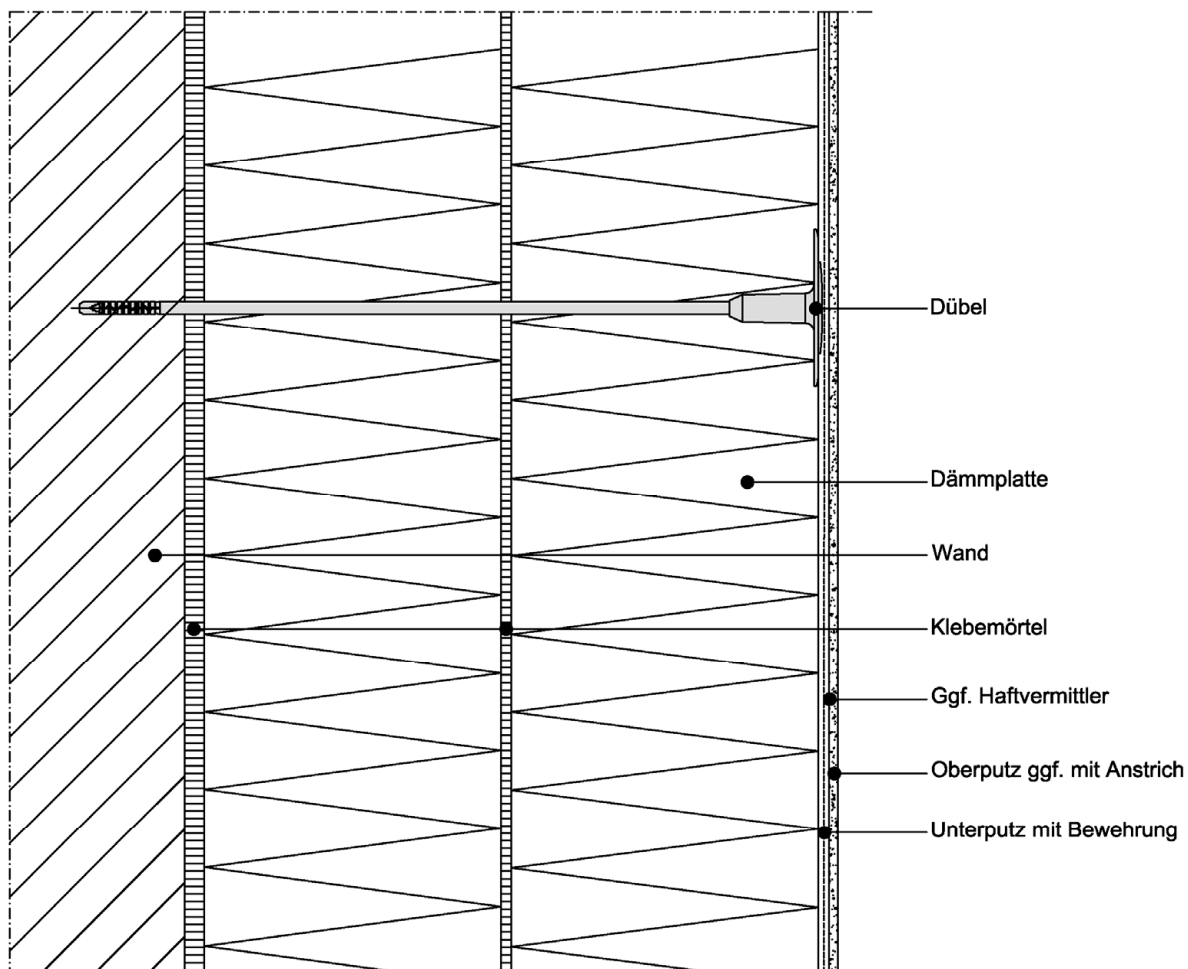 Dübel
Dämmplatte
Wand
Klebemörtel
Ggf. Haftvermittler
Oberputz ggf. mit Anstrich
Unterputz mit Bewehrung